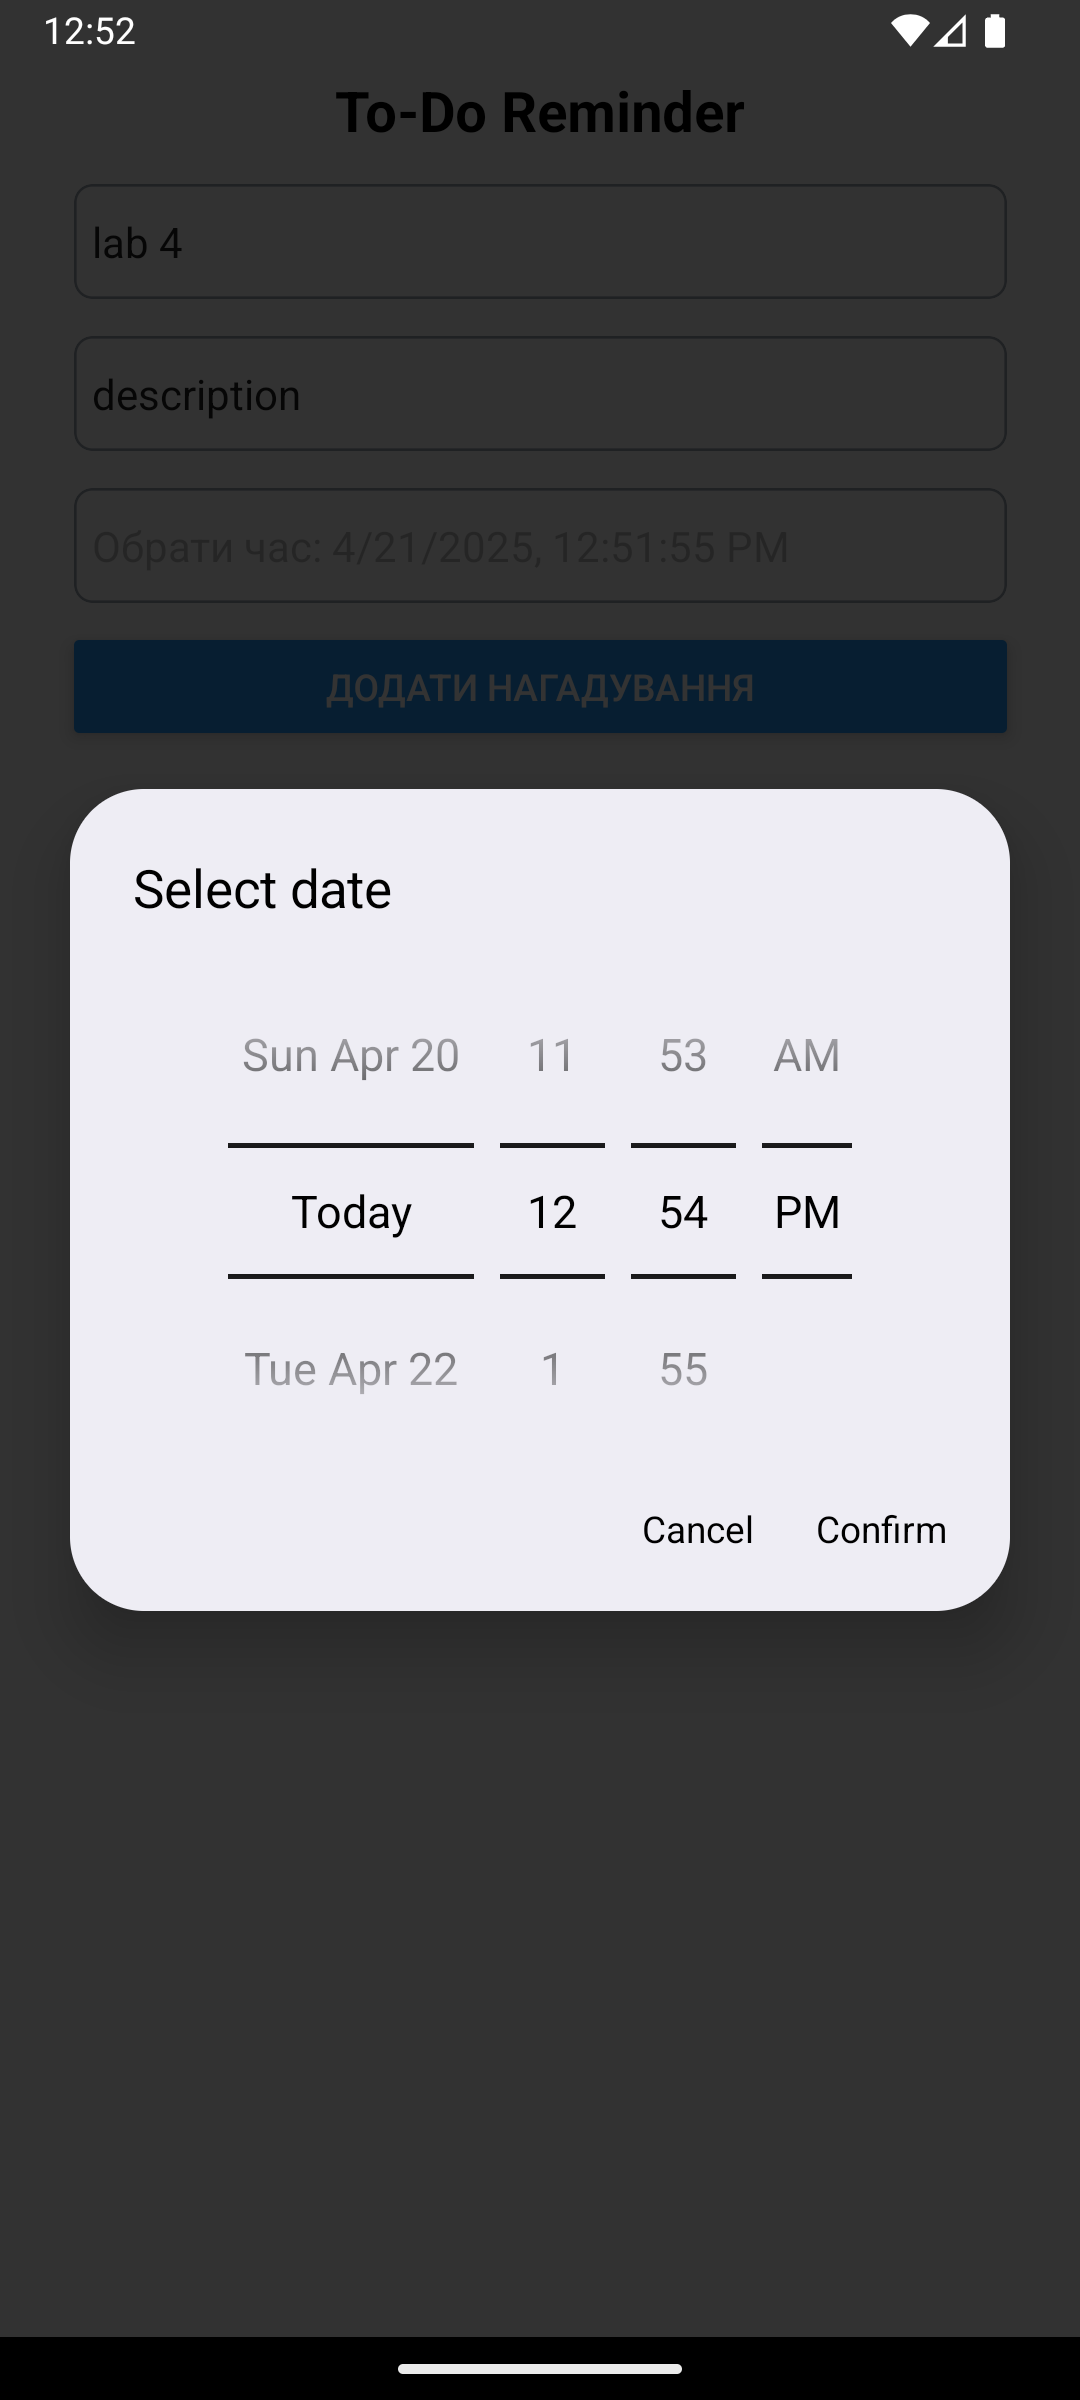 12:52
To-Do Reminder
lab 4
description
Обрати час: 4/21/2025, 12:51:55 PM
ДОДАТИ НАГАДУВАННЯ
Select date
Sun Apr 20 11 53 AM
Today 12 54 PM
Tue Apr 22 1 55
Cancel Confirm